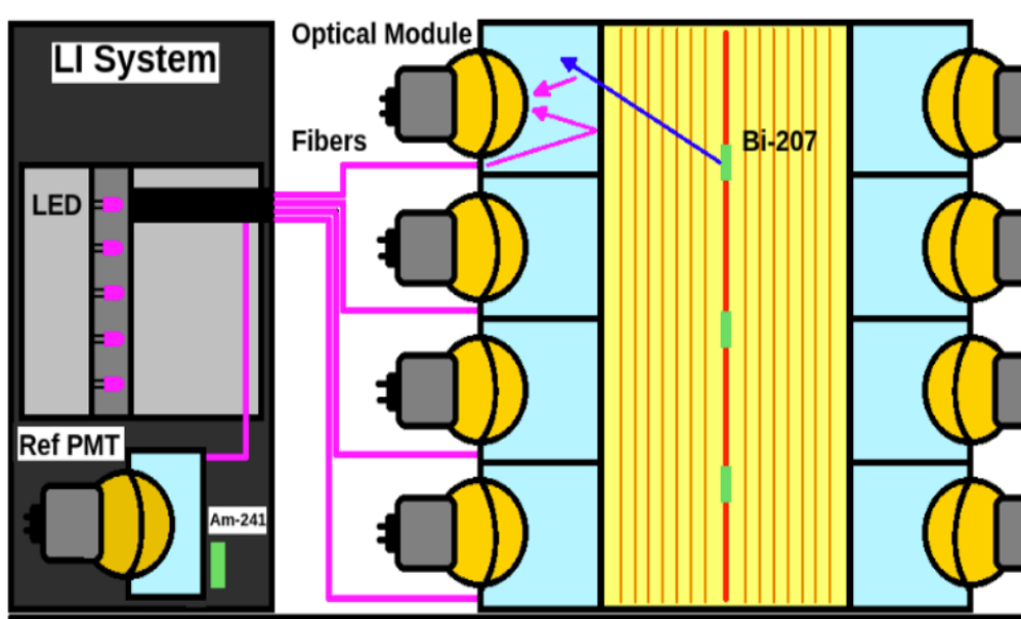 LI System
Optical Module
Fibers
Bi-207
LED
Ref PMT
Am-241